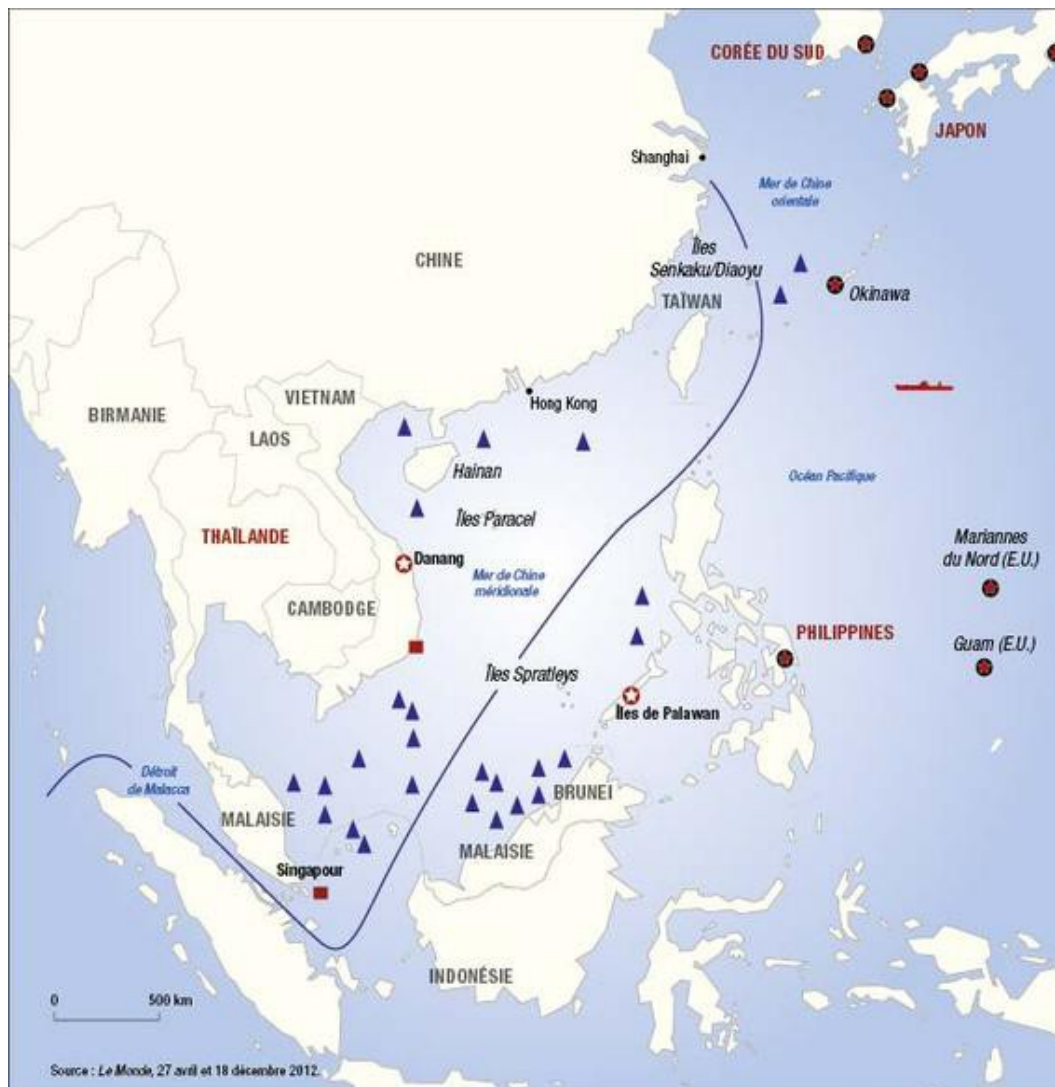 CORÉE DU SUD
JAPON
Shanghai
Mer de Chine
orientale
CHINE
Îles
Senkaku/Diaoyu
TAÏWAN
Okinawa
VIETNAM
Hong Kong
BIRMANIE
LAOS
Hainan
Océan Pacifique
Îles Paracel
THAÏLANDE
Mariannes
du Nord (E.U.)
Danang
Mer de Chine
méridionale
CAMBODGE
PHILIPPINES
Guam (E.U.)
Îles Spratleys
Îles de Palawan
Détroit
de Malacca
BRUNEI
MALAISIE
MALAISIE
Singapour
INDONÉSIE
0 500 km
Source : Le Monde, 27 avril et 18 décembre 2012.